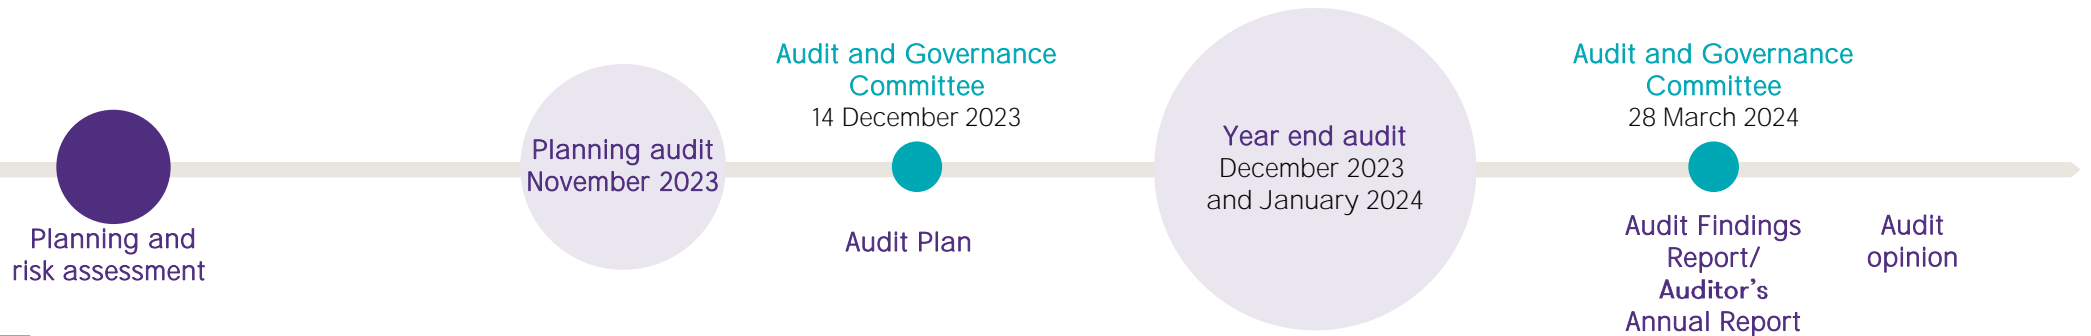 Planning and
risk assessment
Planning audit
November 2023
Audit and Governance
Committee
14 December 2023
Audit Plan
Year end audit
December 2023
and January 2024
Audit and Governance
Committee
28 March 2024
Audit Findings
Report/
Auditor's
Annual Report
Audit
opinion